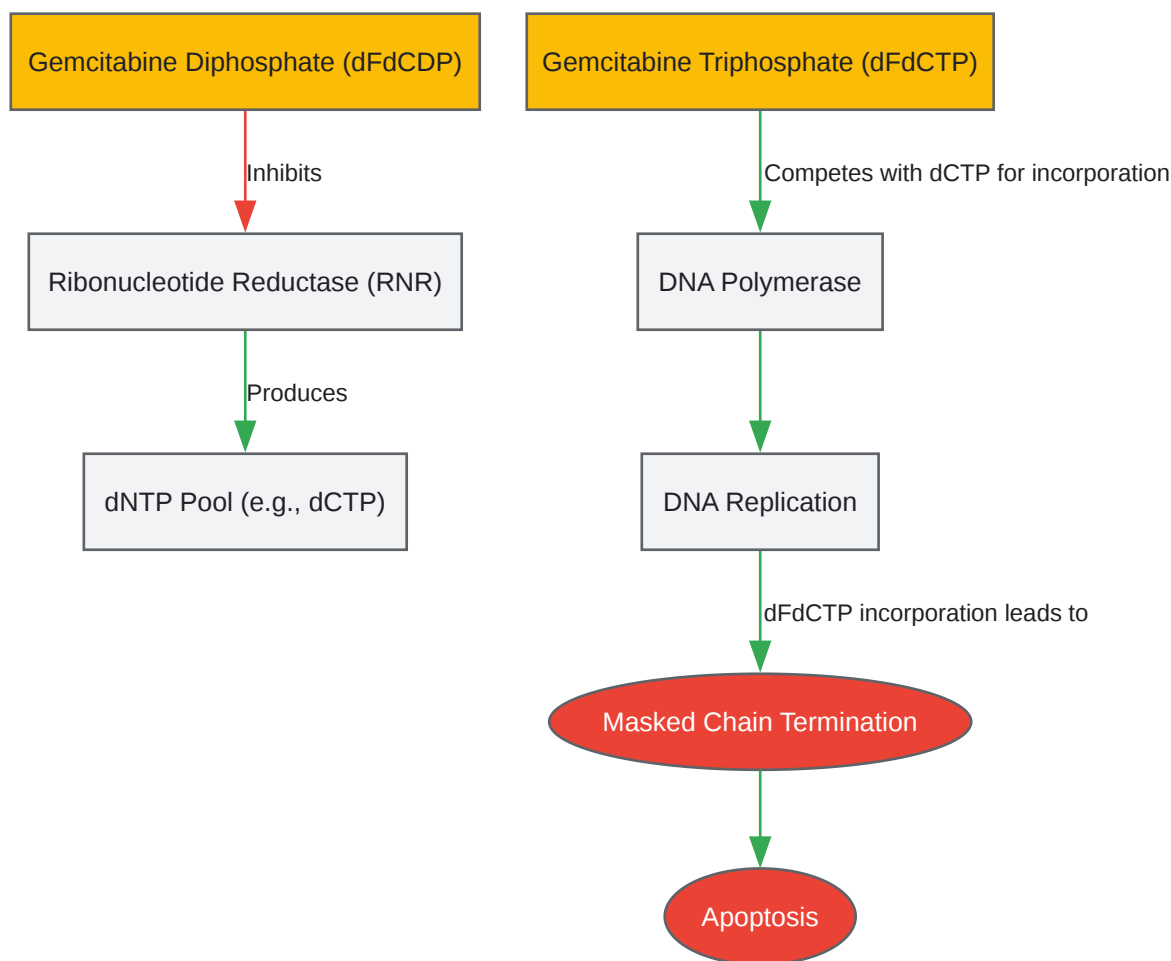 Gemcitabine Diphosphate (dFdCDP)
Gemcitabine Triphosphate (dFdCTP)
Inhibits
Competes with dCTP for incorporation
Ribonucleotide Reductase (RNR)
DNA Polymerase
Produces
dNTP Pool (e.g., dCTP)
DNA Replication
dFdCTP incorporation leads to
Masked Chain Termination
Apoptosis